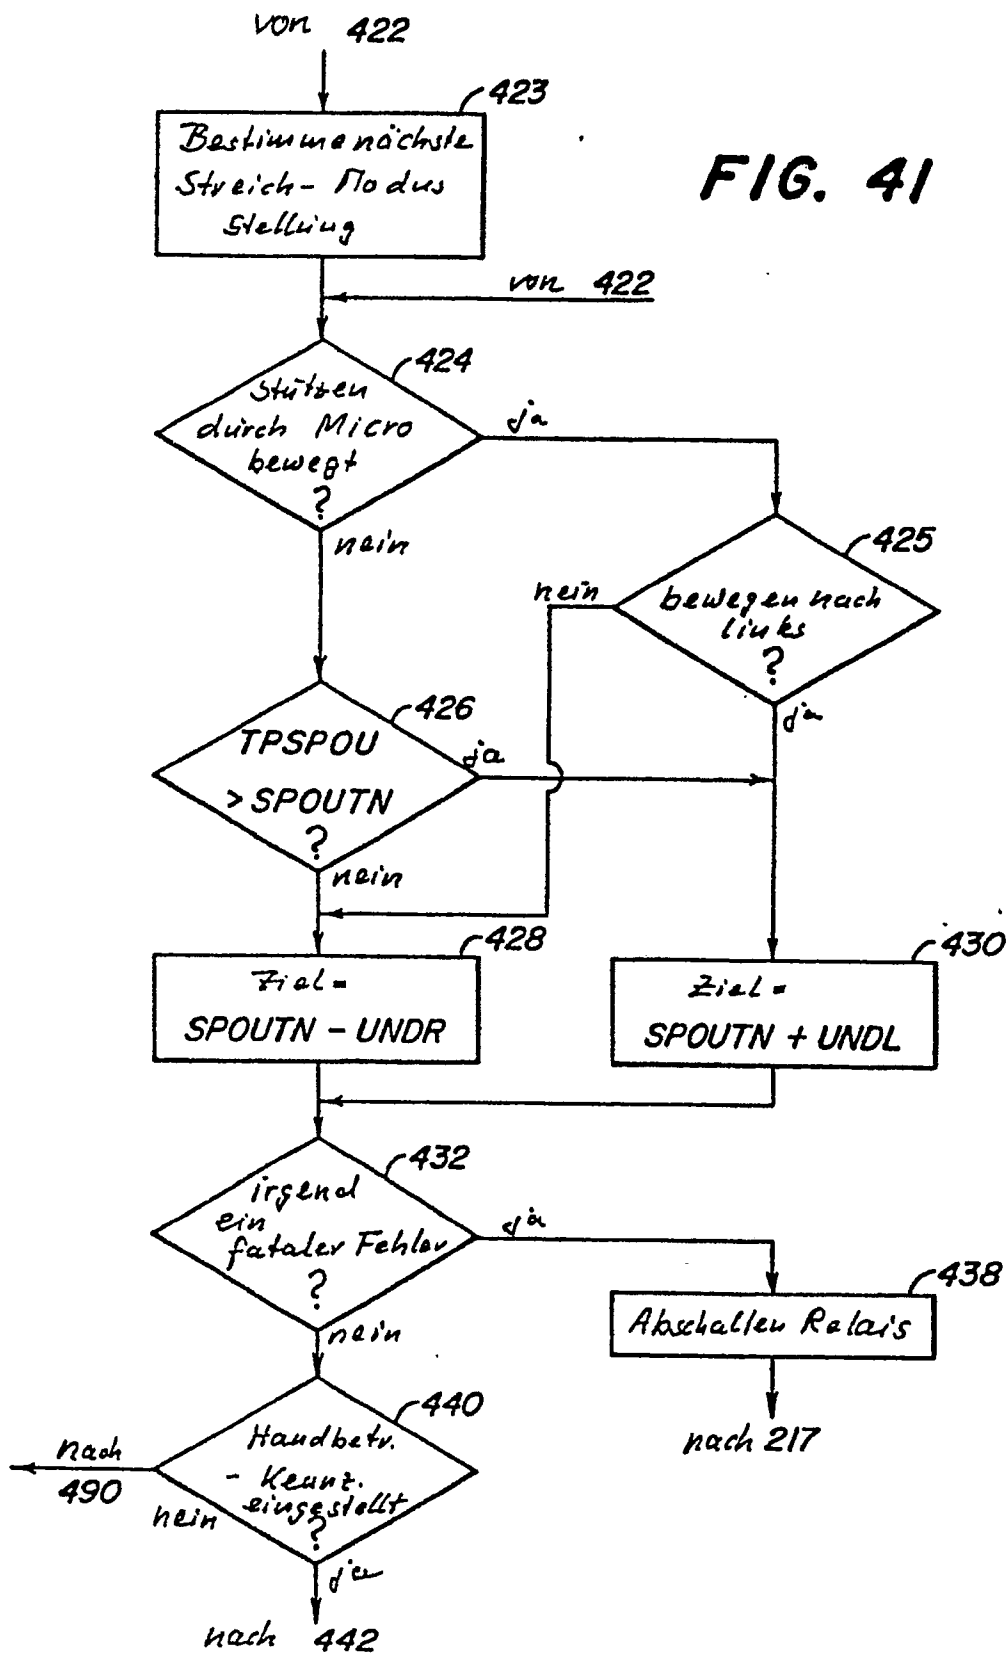 von 422
423
Bestimme nächste
Streich-Modus
Stellung
FIG. 41
von 422
424
Stützen
durch Micro
bewegt
?
ja
nein
425
bewegen nach
links
?
nein
ja
426
TPSPOU
> SPOUTN
?
ja
nein
428
Ziel =
SPOUTN - UNDR
430
Ziel =
SPOUTN + UNDL
432
irgend
ein
fataler Fehler
?
ja
nein
438
Abschalten Relais
nach 217
440
Handbetr.
- Kennz.
eingestellt
?
nach
490
nein
ja
nach 442